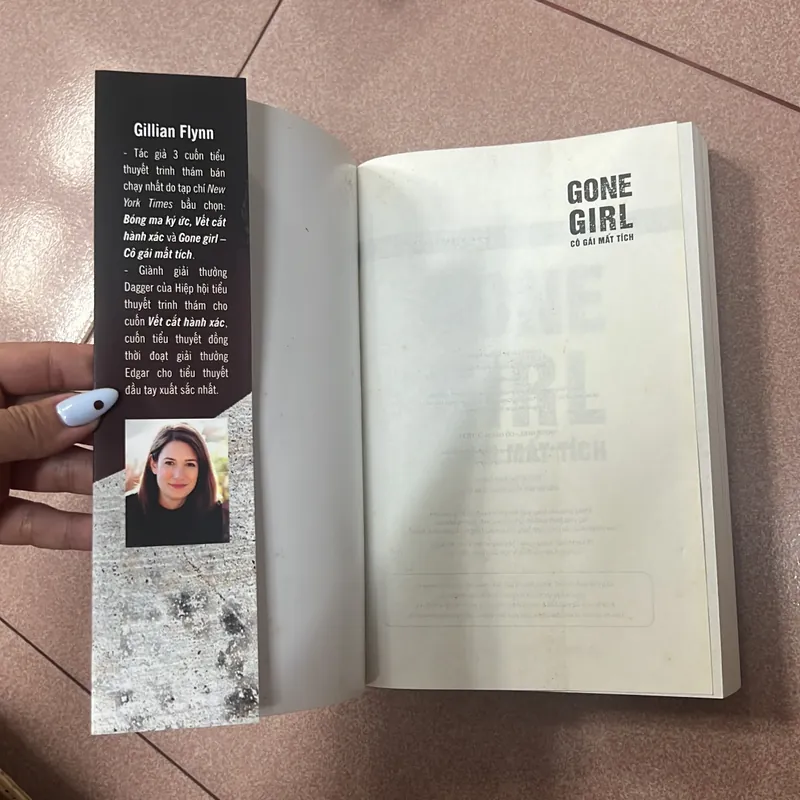 Gillian Flynn
- Tác giả 3 cuốn tiểu
thuyết trinh thám bán
chạy nhất do tạp chí New
York Times bầu chọn:
Bóng ma ký ức, Vết cắt
hành xác và Gone girl –
Cô gái mất tích.
- Giành giải thưởng
Dagger của Hiệp hội tiểu
thuyết trinh thám cho
cuốn Vết cắt hành xác,
cuốn tiểu thuyết đồng
thời đoạt giải thưởng
Edgar cho tiểu thuyết
đầu tay xuất sắc nhất.
GONE
GIRL
CÔ GÁI MẤT TÍCH